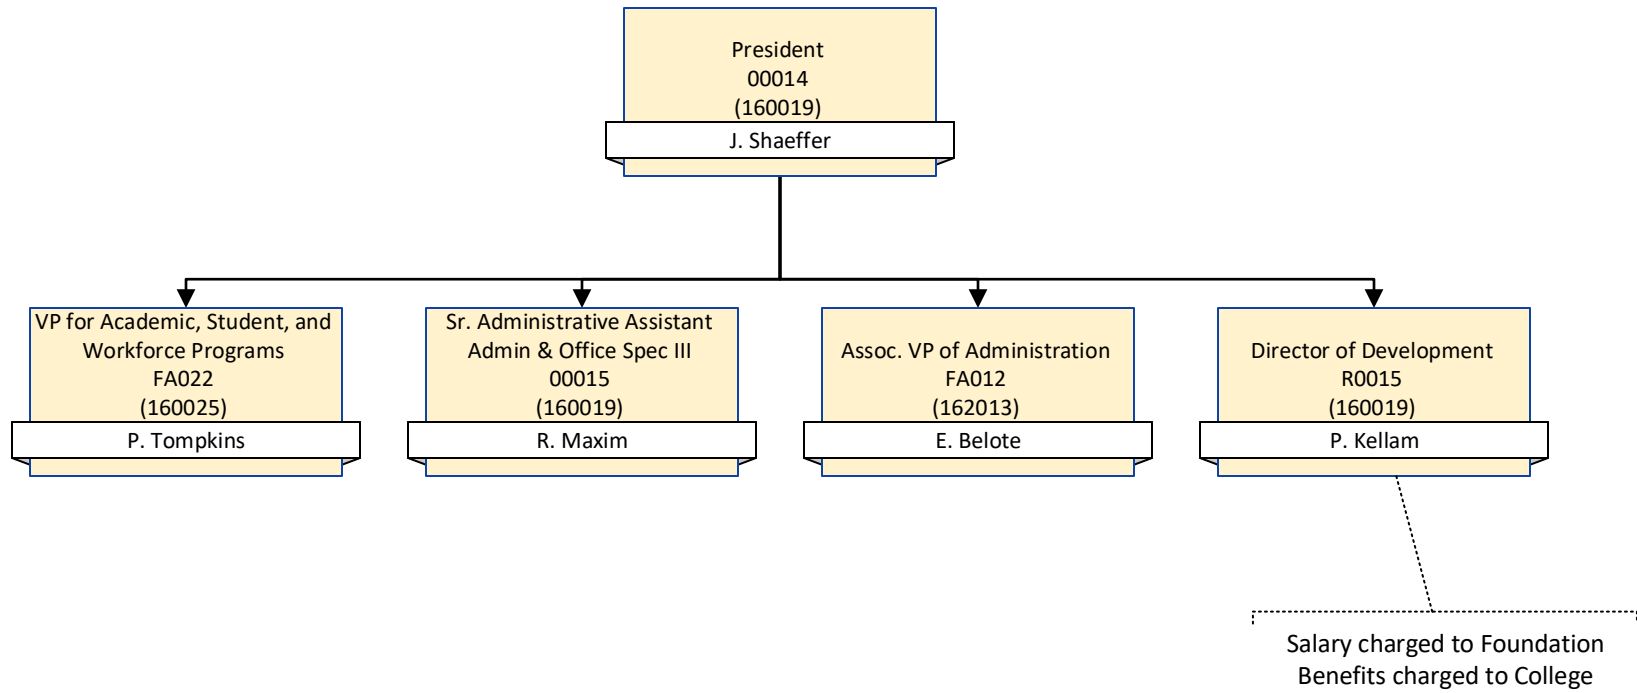 President
00014
(160019)
J. Shaeffer
VP for Academic, Student, and
Workforce Programs
FA022
(160025)
P. Tompkins
Sr. Administrative Assistant
Admin & Office Spec III
00015
(160019)
R. Maxim
Assoc. VP of Administration
FA012
(162013)
E. Belote
Director of Development
R0015
(160019)
P. Kellam
Salary charged to Foundation
Benefits charged to College